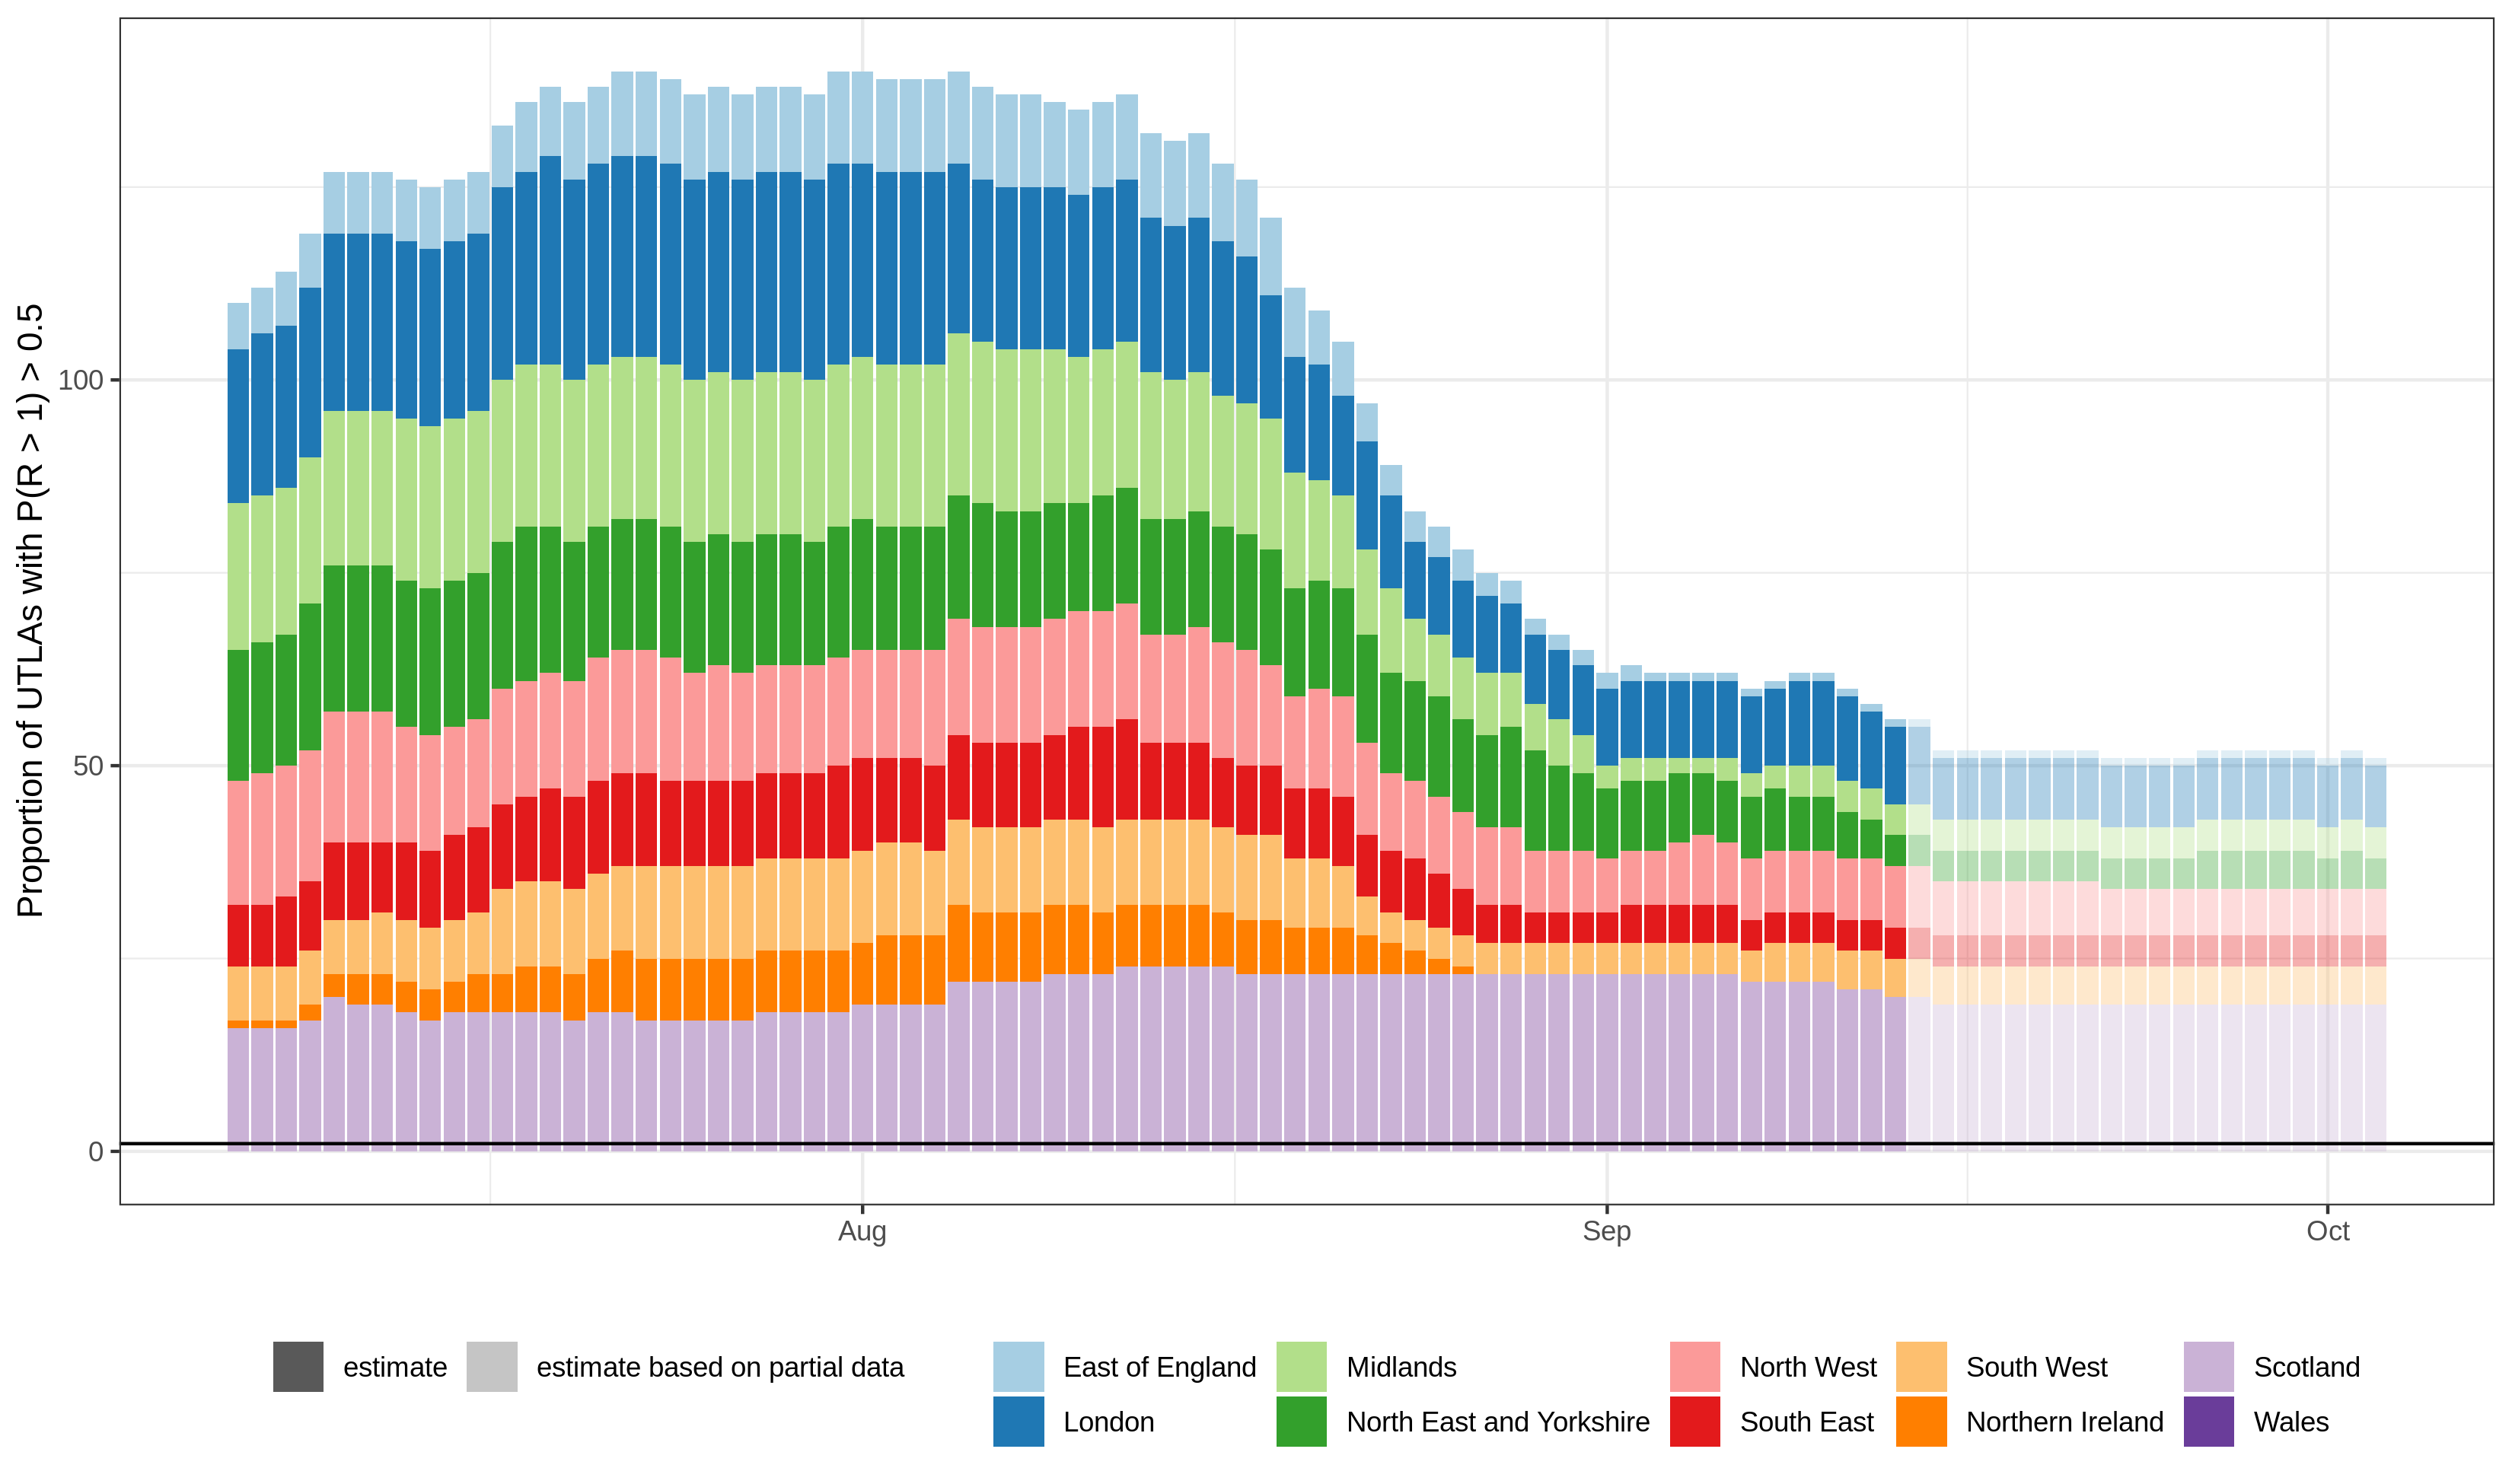 Proportion of UTLAs with P(R > 1) > 0.5
100
50
0
Aug Sep Oct
estimate estimate based on partial data East of England Midlands North West South West Scotland
London North East and Yorkshire South East Northern Ireland Wales